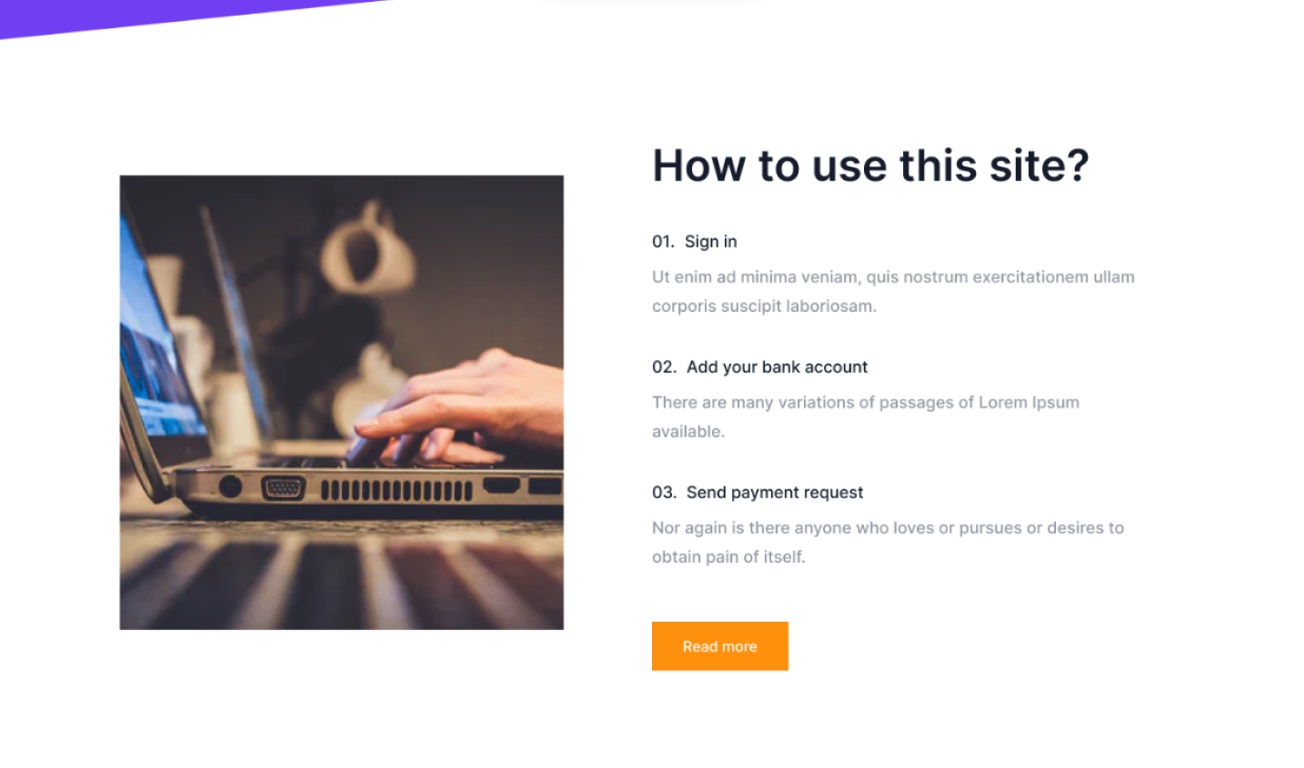 How to use this site?
01. Sign in
Ut enim ad minima veniam, quis nostrum exercitationem ullam
corporis suscipit laboriosam.
02. Add your bank account
There are many variations of passages of Lorem Ipsum
available.
03. Send payment request
Nor again is there anyone who loves or pursues or desires to
obtain pain of itself.
Read more